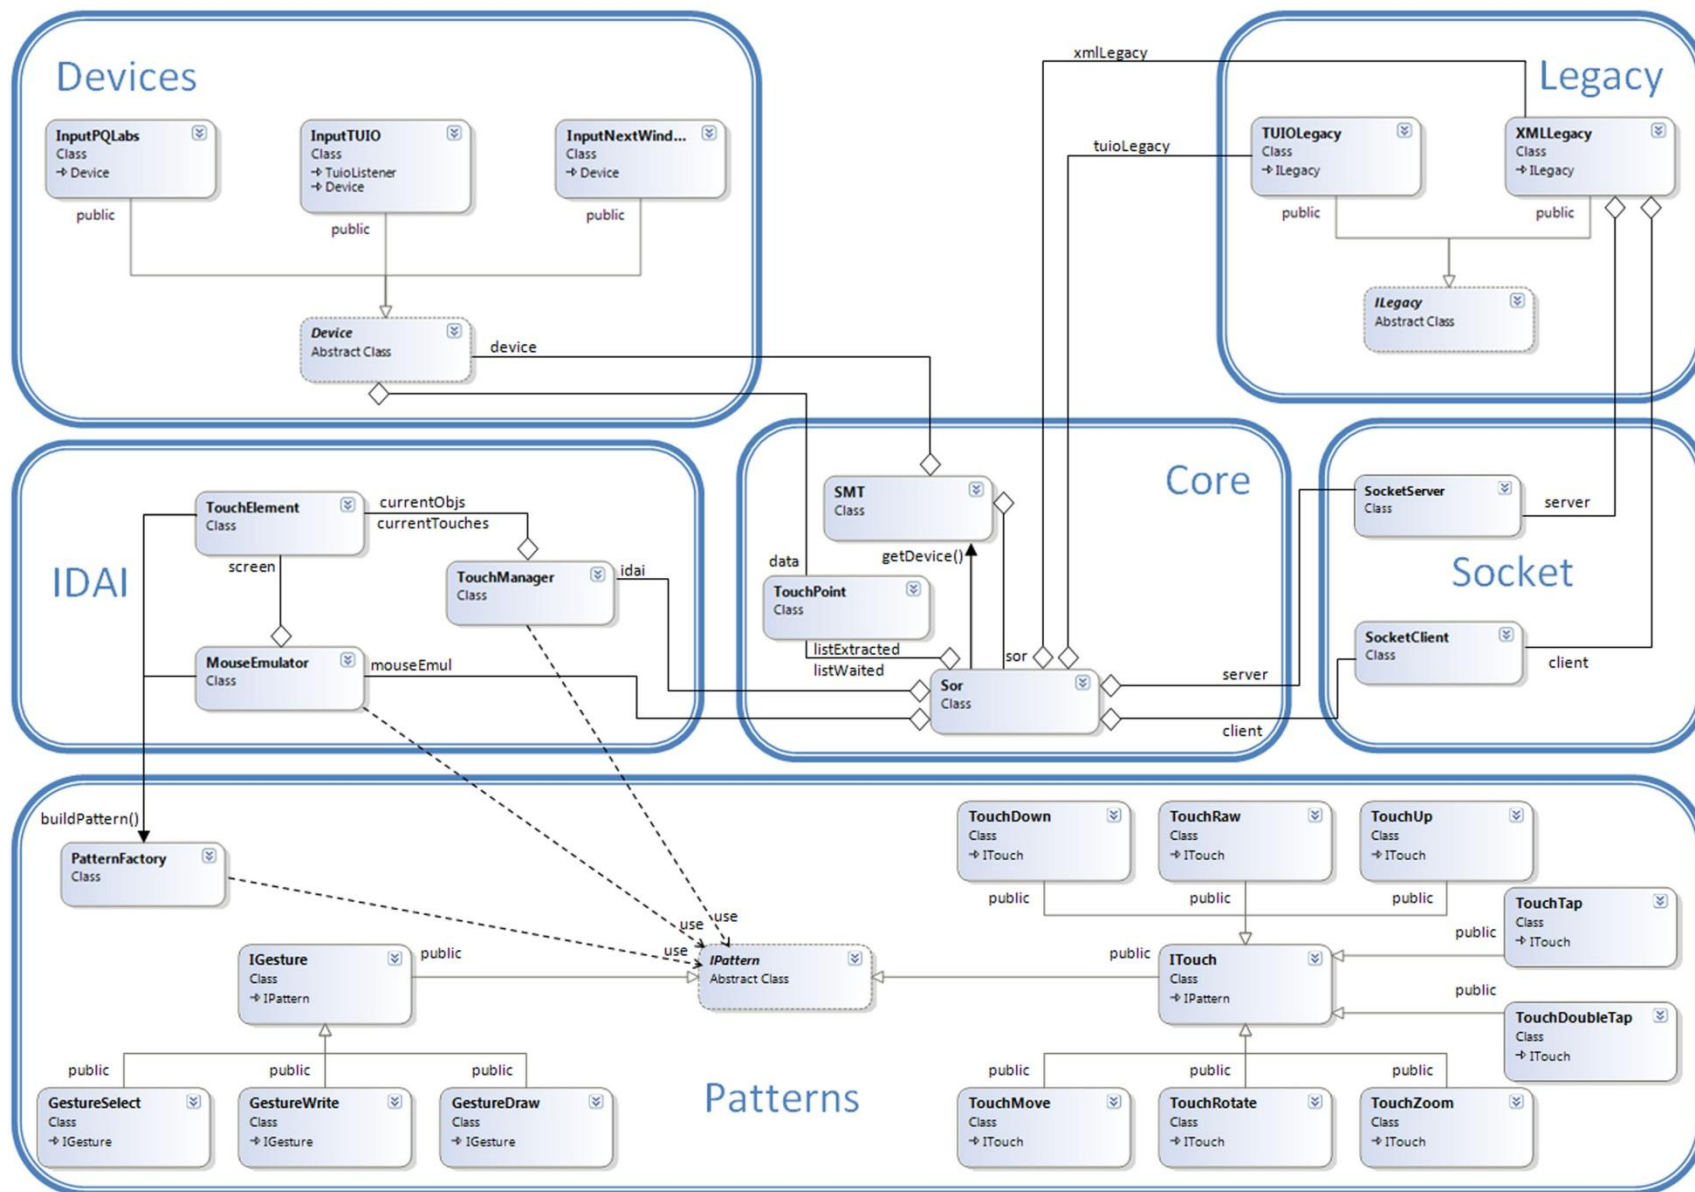 Devices
InputPQLabs
Class
Device
public
InputTUIO
Class
TuioListener
Device
public
InputNextWind...
Class
Device
public
Device
Abstract Class
device
xmlLegacy
Legacy
tuioLegacy
TUIOLegacy
Class
ILegacy
public
XMLLegacy
Class
ILegacy
public
ILegacy
Abstract Class
IDAI
TouchElement
Class
currentObjs
currentTouches
screen
TouchManager
Class
idai
MouseEmulator
Class
mouseEmul
Core
SMT
Class
getDevice()
data
TouchPoint
Class
listExtracted
listWaited
sor
Sor
Class
Socket
SocketServer
Class
server
server
SocketClient
Class
client
client
Patterns
buildPattern()
PatternFactory
Class
use
use
use
IPattern
Abstract Class
IGesture
Class
IPattern
public
public
public
public
GestureSelect
Class
IGesture
GestureWrite
Class
IGesture
GestureDraw
Class
IGesture
TouchDown
Class
ITouch
public
TouchRaw
Class
ITouch
public
TouchUp
Class
ITouch
public
TouchTap
Class
ITouch
public
ITouch
Class
IPattern
public
TouchDoubleTap
Class
ITouch
public
public
public
public
TouchMove
Class
ITouch
TouchRotate
Class
ITouch
TouchZoom
Class
ITouch